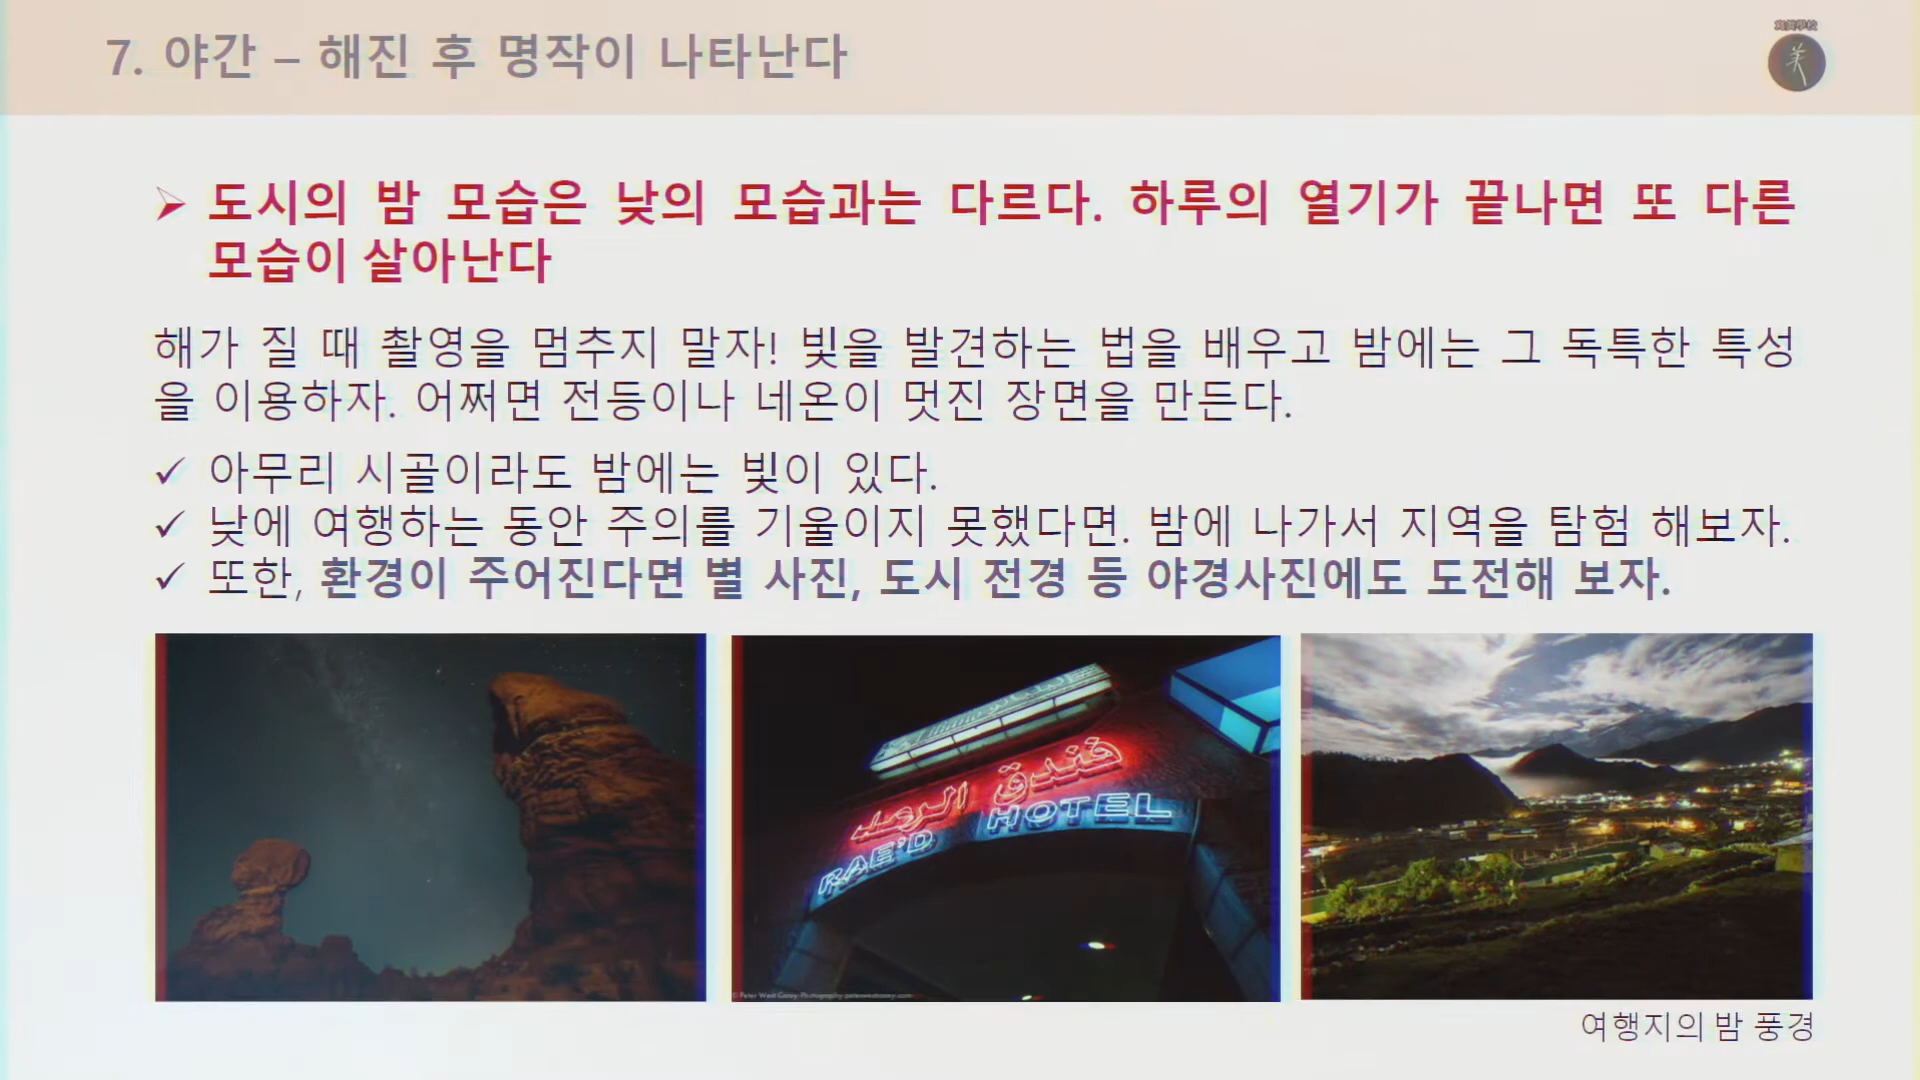 7. 야간 – 해진 후 명작이 나타난다
➢ 도시의 밤 모습은 낮의 모습과는 다르다. 하루의 열기가 끝나면 또 다른
모습이 살아난다
해가 질 때 촬영을 멈추지 말자! 빛을 발견하는 법을 배우고 밤에는 그 독특한 특성
을 이용하자. 어쩌면 전등이나 네온이 멋진 장면을 만든다.
✓ 아무리 시골이라도 밤에는 빛이 있다.
✓ 낮에 여행하는 동안 주의를 기울이지 못했다면. 밤에 나가서 지역을 탐험 해보자.
✓ 또한, 환경이 주어진다면 별 사진, 도시 전경 등 야경사진에도 도전해 보자.
فندق الرعد
RAE'D HOTEL
© Peter West Carey Photography
여행지의 밤 풍경